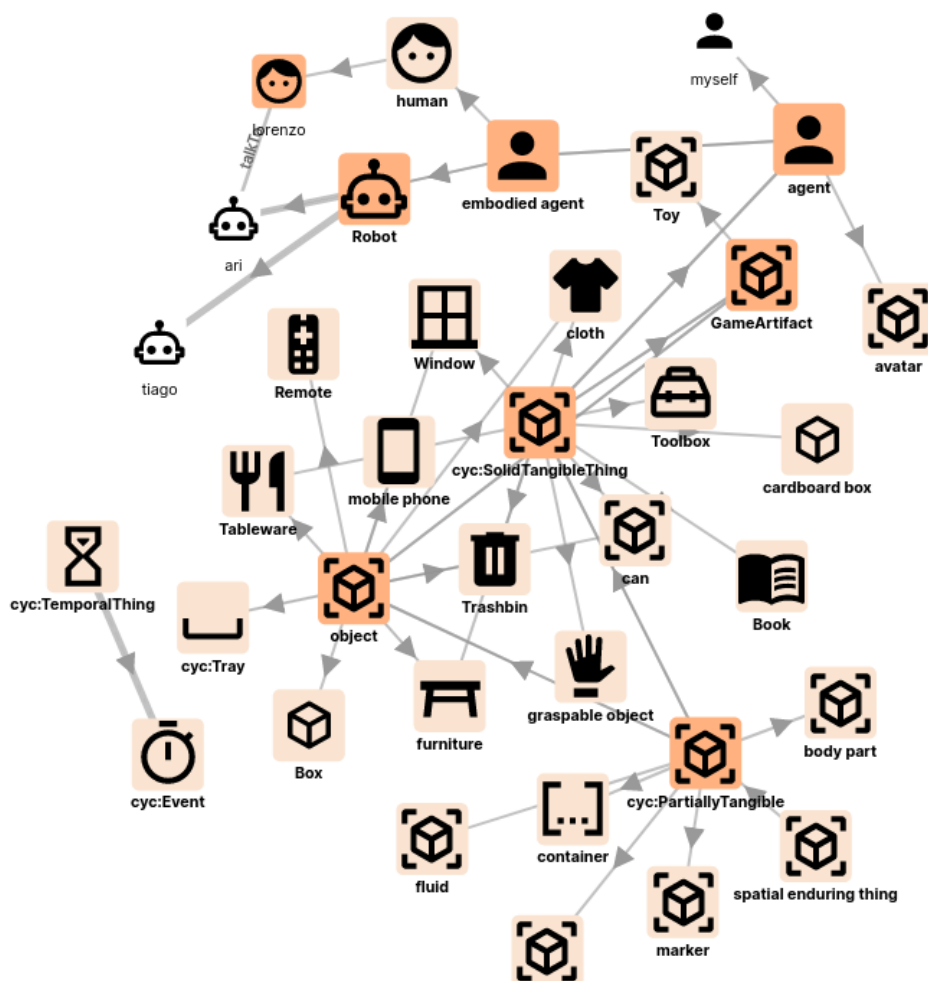 myself
human
lorenzo
talkTo
agent
embodied agent
Toy
Robot
ari
GameArtifact
cloth
Window
avatar
tiago
Remote
Toolbox
cyc:SolidTangibleThing
cardboard box
mobile phone
Tableware
can
cyc:TemporalThing
Trashbin
Book
object
cyc:Tray
graspable object
furniture
body part
Box
cyc:Event
cyc:PartiallyTangible
container
fluid
spatial enduring thing
marker